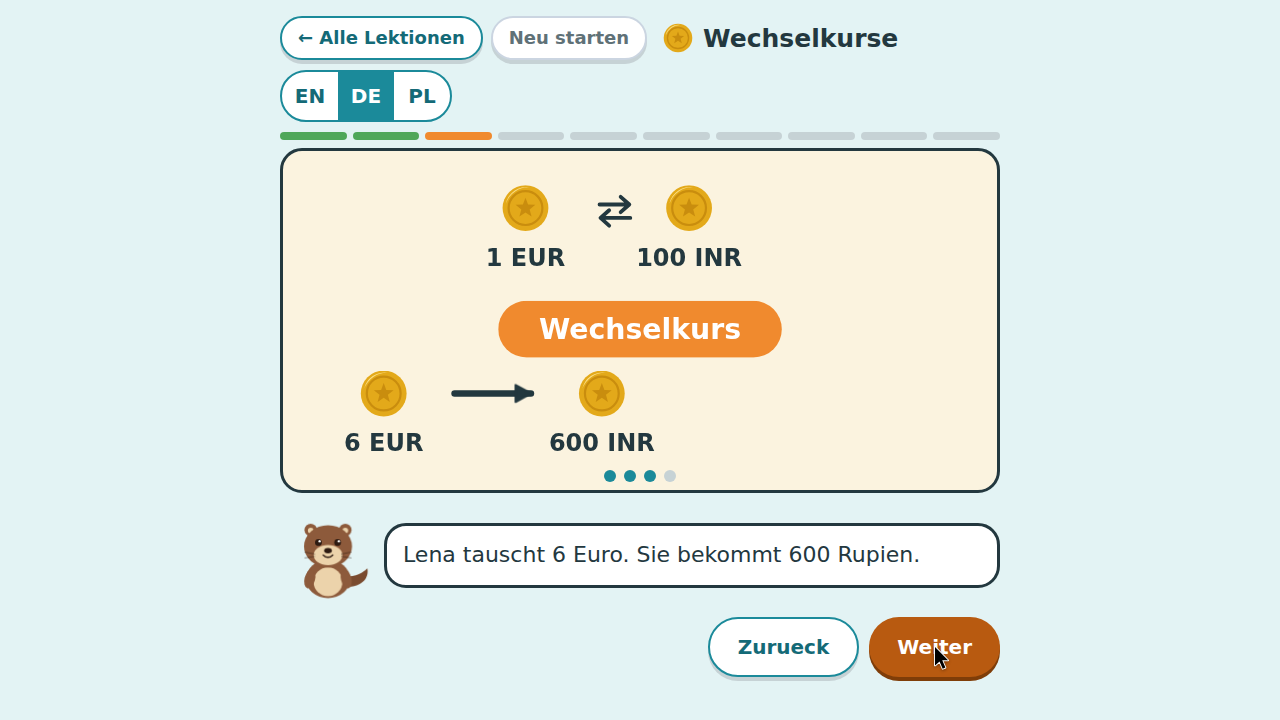 ← Alle Lektionen
Neu starten
Wechselkurse
EN DE PL
1 EUR
100 INR
Wechselkurs
6 EUR
600 INR
Lena tauscht 6 Euro. Sie bekommt 600 Rupien.
Zurueck
Weiter